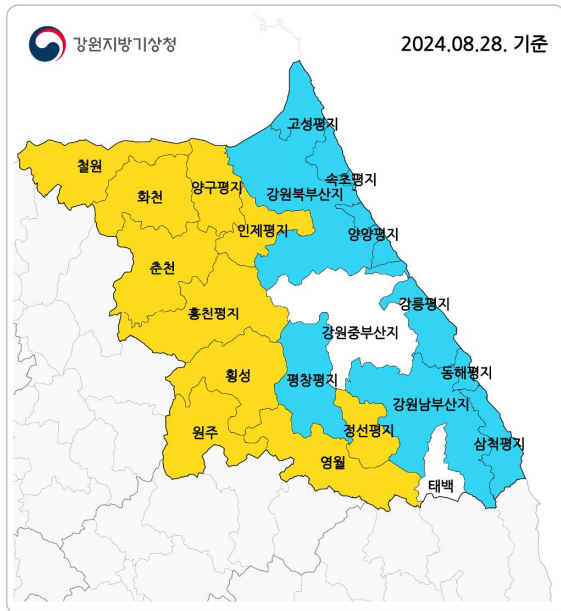 강원지방기상청
2024.08.28. 기준
고성평지
철원
속초평지
양구평지
화천
강원북부산지
인제평지
양양평지
춘천
강릉평지
홍천평지
강원중부산지
동해평지
횡성
평창평지
강원남부산지
원주
정선평지
삼척평지
영월
태백